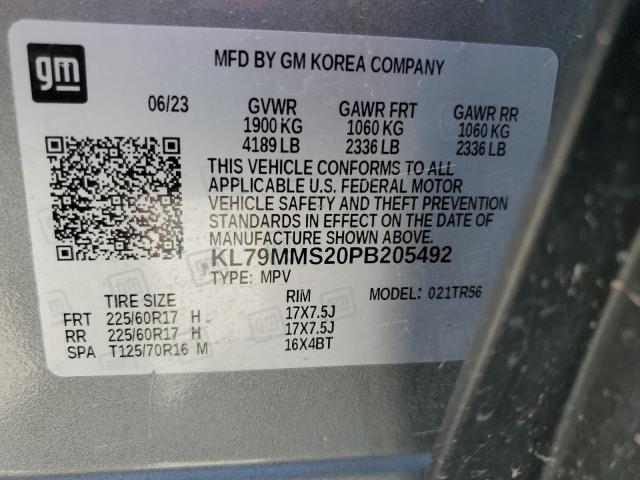 gm
MFD BY GM KOREA COMPANY
06/23 GVWR GAWR FRT GAWR RR
1900 KG 1060 KG 1060 KG
4189 LB 2336 LB 2336 LB
THIS VEHICLE CONFORMS TO ALL
APPLICABLE U.S. FEDERAL MOTOR
VEHICLE SAFETY AND THEFT PREVENTION
STANDARDS IN EFFECT ON THE DATE OF
MANUFACTURE SHOWN ABOVE.
KL79MMS20PB205492
TYPE: MPV MODEL: 021TR56
TIRE SIZE RIM
FRT 225/60R17 H 17X7.5J
RR 225/60R17 H 17X7.5J
SPA T125/70R16 M 16X4BT